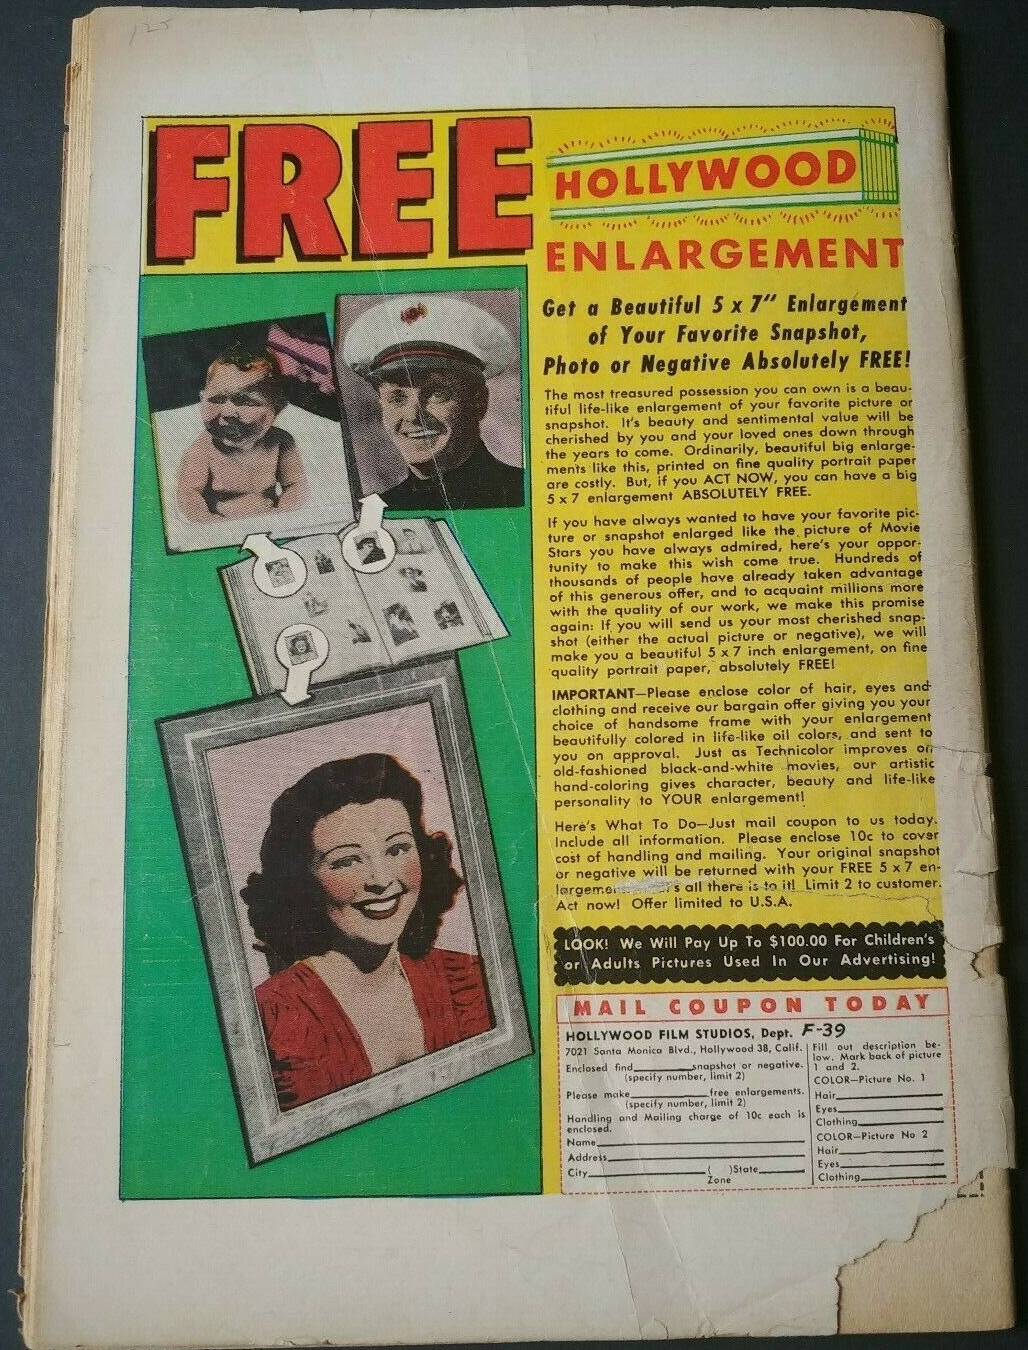 125
FREE
HOLLYWOOD
ENLARGEMENT
Get a Beautiful 5 x 7" Enlargement
of Your Favorite Snapshot,
Photo or Negative Absolutely FREE!
The most treasured possession you can own is a beau-
tiful life-like enlargement of your favorite picture or
snapshot. It's beauty and sentimental value will be
cherished by you and your loved ones down through
the years to come. Ordinarily, beautiful big enlarge-
ments like this, printed on fine quality portrait paper
are costly. But, if you ACT NOW, you can have a big
5 x 7 enlargement ABSOLUTELY FREE.
If you have always wanted to have your favorite pic-
ture or snapshot enlarged like the picture of Movie
Stars you have always admired, here's your oppor-
tunity to make this wish come true. Hundreds of
thousands of people have already taken advantage
of this generous offer, and to acquaint millions more
with the quality of our work, we make this promise
again: If you will send us your most cherished snap-
shot (either the actual picture or negative), we will
make you a beautiful 5 x 7 inch enlargement, on fine
quality portrait paper, absolutely FREE!
IMPORTANT—Please enclose color of hair, eyes and
clothing and receive our bargain offer giving you your
choice of handsome frame with your enlargement
beautifully colored in life-like oil colors, and sent to
you on approval. Just as Technicolor improves on
old-fashioned black-and-white movies, our artistic
hand-coloring gives character, beauty and life-like
personality to YOUR enlargement!
Here's What To Do—Just mail coupon to us today.
Include all information. Please enclose 10c to cover
cost of handling and mailing. Your original snapshot
or negative will be returned with your FREE 5 x 7 en-
largeme s all there is to it! Limit 2 to customer.
Act now! Offer limited to U.S.A.
LOOK! We Will Pay Up To $100.00 For Children's
or Adults Pictures Used In Our Advertising!
MAIL COUPON TODAY
HOLLYWOOD FILM STUDIOS, Dept. F-39
7021 Santa Monica Blvd., Hollywood 38, Calif.
Enclosed find______snapshot or negative.
(specify number, limit 2)
Please make______free enlargements.
(specify number, limit 2)
Handling and Mailing charge of 10c each is
enclosed.
Name______
Address______
City______( )State______
Zone
Fill out description be-
low. Mark back of picture
1 and 2.
COLOR—Picture No. 1
Hair______
Eyes______
Clothing______
COLOR—Picture No 2
Hair______
Eyes______
Clothing______